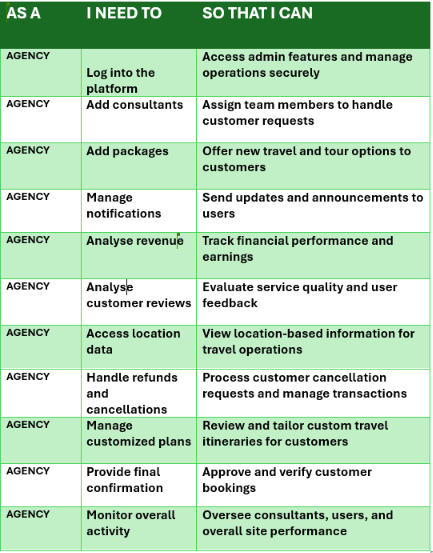 AS A I NEED TO SO THAT I CAN
AGENCY
Log into the
platform
Access admin features and manage
operations securely
AGENCY
Add consultants
Assign team members to handle
customer requests
AGENCY
Add packages
Offer new travel and tour options to
customers
AGENCY
Manage
notifications
Send updates and announcements to
users
AGENCY
Analyse revenue
Track financial performance and
earnings
AGENCY
Analyse
customer reviews
Evaluate service quality and user
feedback
AGENCY
Access location
data
View location-based information for
travel operations
AGENCY
Handle refunds
and
cancellations
Process customer cancellation
requests and manage transactions
AGENCY
Manage
customized plans
Review and tailor custom travel
itineraries for customers
AGENCY
Provide final
confirmation
Approve and verify customer
bookings
AGENCY
Monitor overall
activity
Oversee consultants, users, and
overall site performance